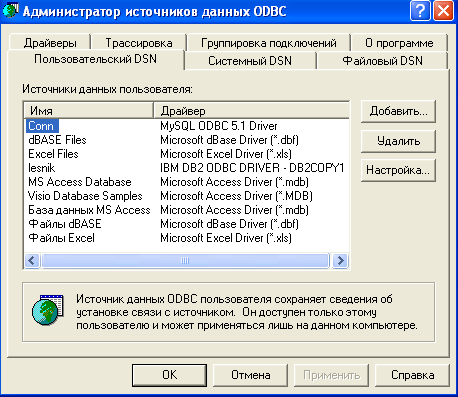 Администратор источников данных ODBC
Драйверы Трассировка Группировка подключений О программе
Пользовательский DSN Системный DSN Файловый DSN
Источники данных пользователя:
Имя Драйвер
Conn MySQL ODBC 5.1 Driver
dBASE Files Microsoft dBase Driver (*.dbf)
Excel Files Microsoft Excel Driver (*.xls)
lesnik IBM DB2 ODBC DRIVER - DB2COPY1
MS Access Database Microsoft Access Driver (*.mdb)
Visio Database Samples Microsoft Access Driver (*.MDB)
База данных MS Access Microsoft Access Driver (*.mdb)
Файлы dBASE Microsoft dBase Driver (*.dbf)
Файлы Excel Microsoft Excel Driver (*.xls)
Добавить...
Удалить
Настройка...
Источник данных ODBC пользователя сохраняет сведения об
установке связи с источником. Он доступен только этому
пользователю и может применяться лишь на данном компьютере.
OK Отмена Применить Справка